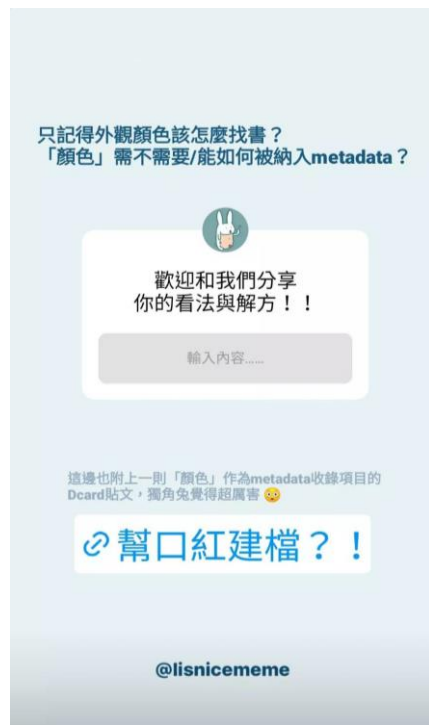 只記得外觀顏色該怎麼找書？
「顏色」需不需要/能如何被納入metadata？
歡迎和我們分享
你的看法與解方！！
輸入內容......
這邊也附上一則「顏色」作為metadata收錄項目的
Dcard貼文，獨角兔覺得超厲害😳
幫口紅建檔？！
@lisnicememe